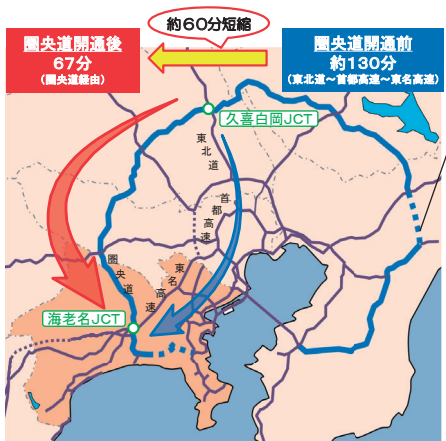 約60分短縮
圏央道開通後
67分
(圏央道経由)
圏央道開通前
約130分
(東北道~首都高速~東名高速)
久喜白岡JCT
東北道
首都高速
圏央道
東名高速
海老名JCT